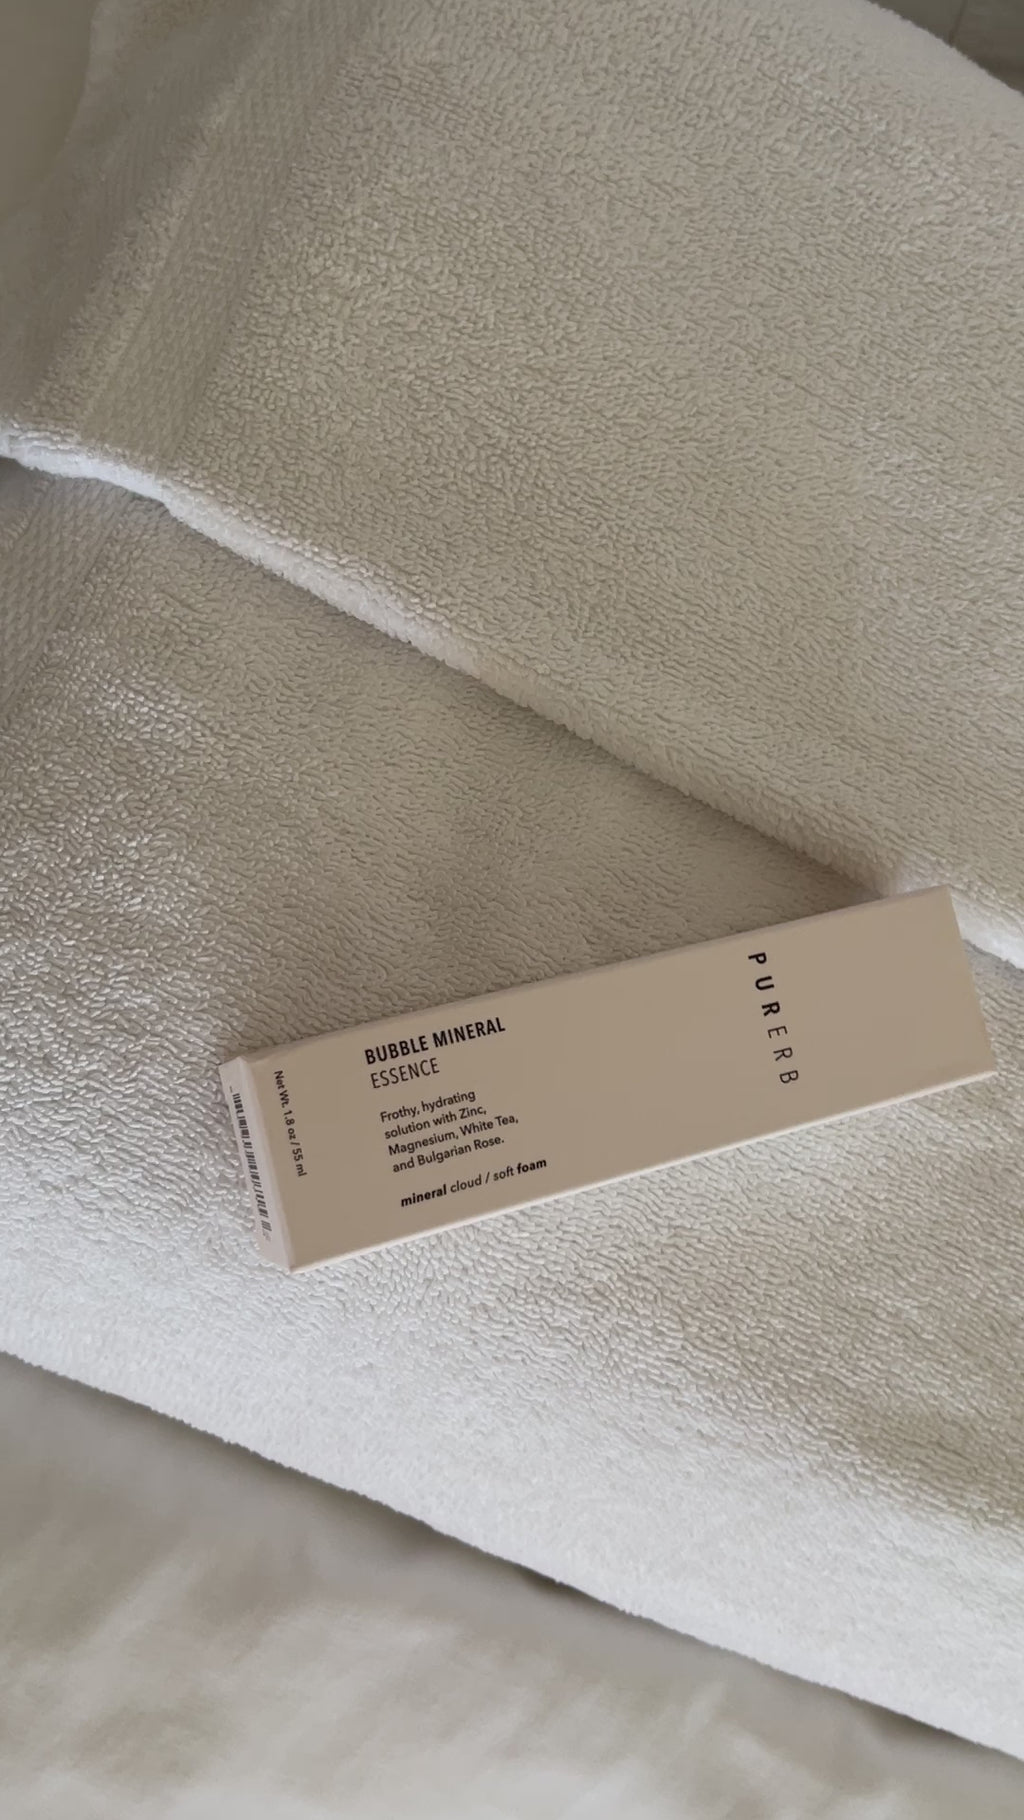 BUBBLE MINERAL
ESSENCE
Frothy, hydrating
solution with Zinc,
Magnesium, White Tea,
and Bulgarian Rose.
mineral cloud / soft foam
Net Wt. 1.8 oz / 55 ml
PURERB